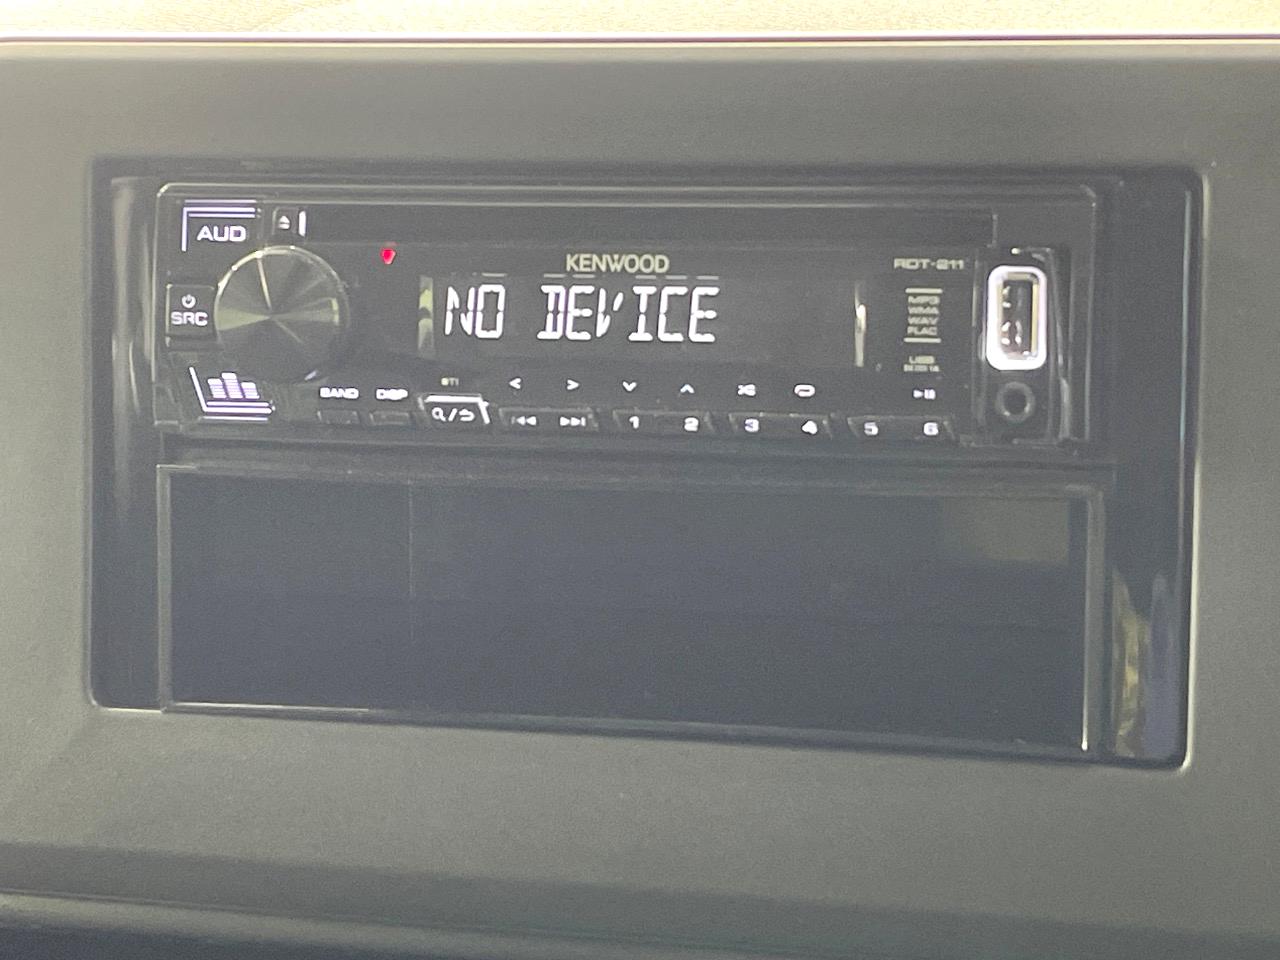 AUD
KENWOOD
RDT-211
NO DEVICE
SRC
MP3
WMA
WAV
FLAC
USB
BAND DISP
1 2 3 4 5 6